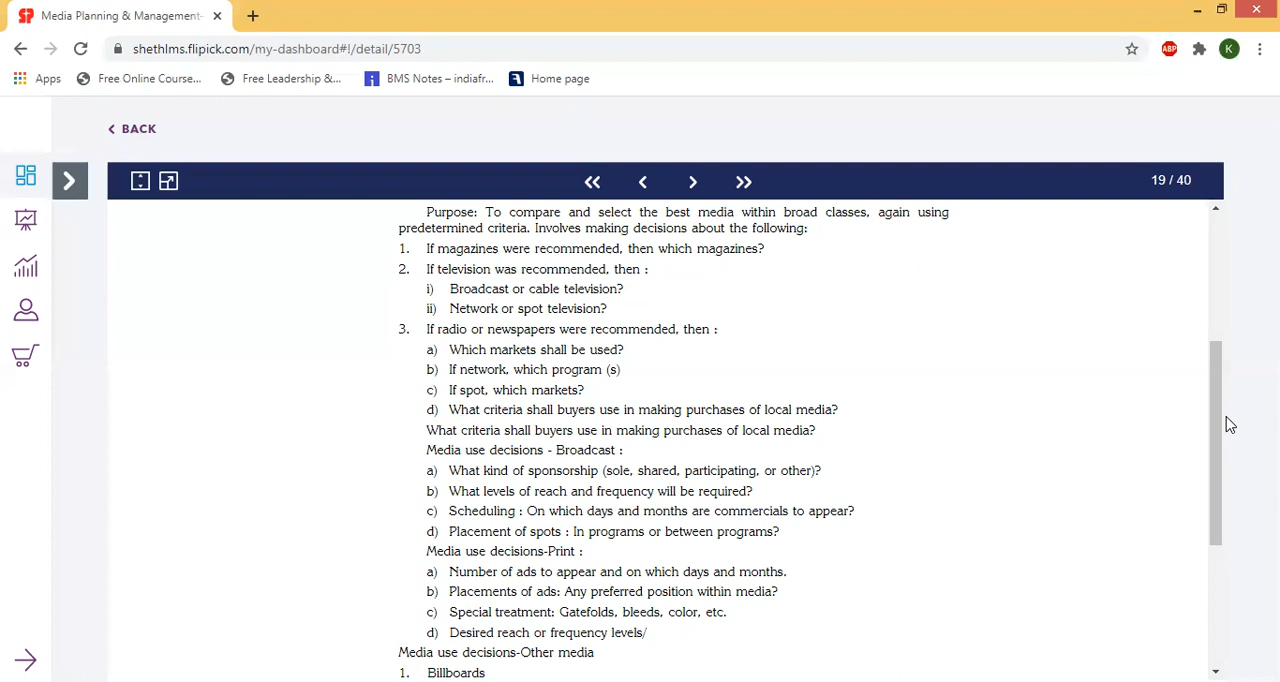 Media Planning & Management-
shethlms.flipick.com/my-dashboard#!/detail/5703
ABP
K
Apps
Free Online Course...
Free Leadership &...
BMS Notes – indiafr...
Home page
BACK
19 / 40
Purpose: To compare and select the best media within broad classes, again using
predetermined criteria. Involves making decisions about the following:
1. If magazines were recommended, then which magazines?
2. If television was recommended, then :
i) Broadcast or cable television?
ii) Network or spot television?
3. If radio or newspapers were recommended, then :
a) Which markets shall be used?
b) If network, which program (s)
c) If spot, which markets?
d) What criteria shall buyers use in making purchases of local media?
What criteria shall buyers use in making purchases of local media?
Media use decisions - Broadcast :
a) What kind of sponsorship (sole, shared, participating, or other)?
b) What levels of reach and frequency will be required?
c) Scheduling : On which days and months are commercials to appear?
d) Placement of spots : In programs or between programs?
Media use decisions-Print :
a) Number of ads to appear and on which days and months.
b) Placements of ads: Any preferred position within media?
c) Special treatment: Gatefolds, bleeds, color, etc.
d) Desired reach or frequency levels/
Media use decisions-Other media
1. Billboards